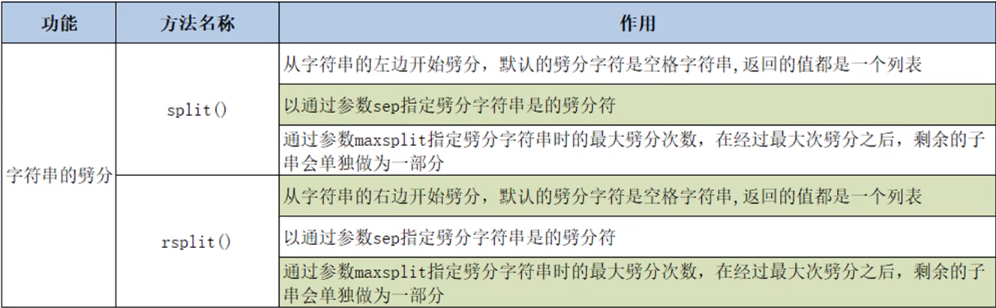 功能 方法名称 作用
从字符串的左边开始劈分，默认的劈分字符是空格字符串,返回的值都是一个列表
split() 以通过参数sep指定劈分字符串是的劈分符
通过参数maxsplit指定劈分字符串时的最大劈分次数，在经过最大次劈分之后，剩余的子
串会单独做为一部分
字符串的劈分
从字符串的右边开始劈分，默认的劈分字符是空格字符串,返回的值都是一个列表
rsplit() 以通过参数sep指定劈分字符串是的劈分符
通过参数maxsplit指定劈分字符串时的最大劈分次数，在经过最大次劈分之后，剩余的子
串会单独做为一部分